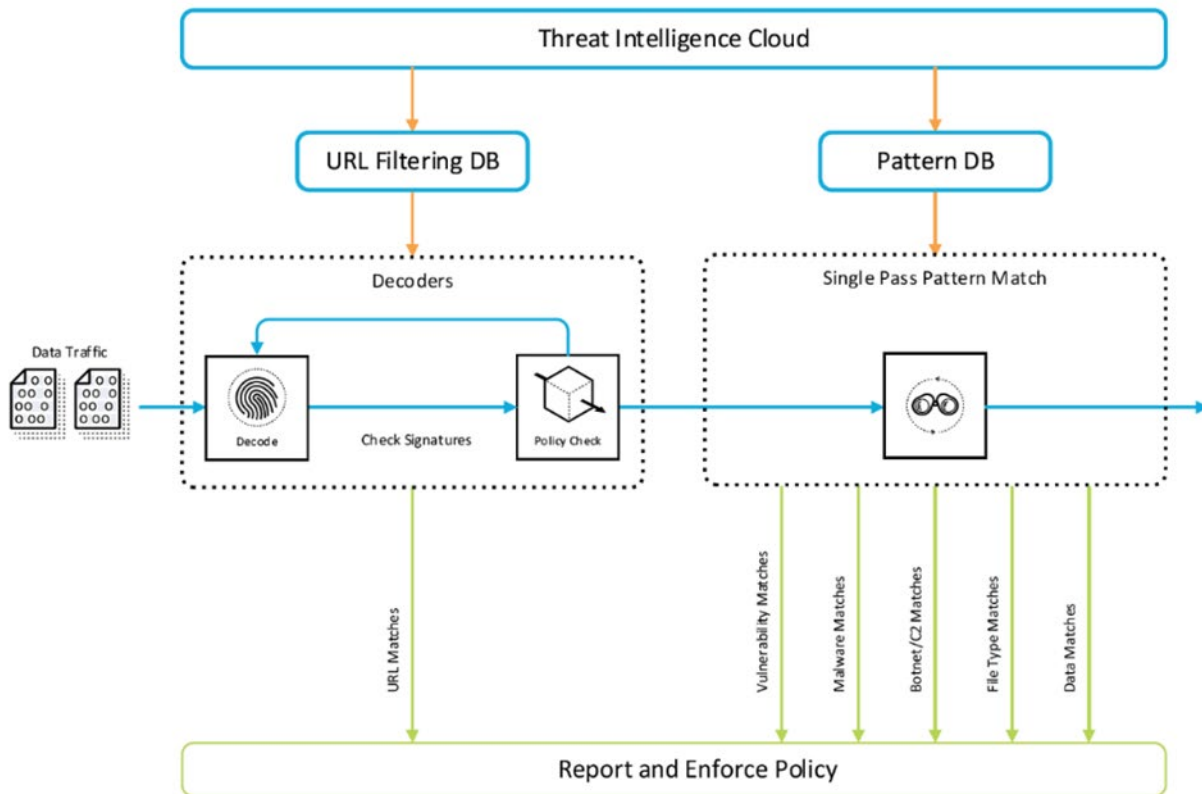 Threat Intelligence Cloud
URL Filtering DB
Pattern DB
Decoders
Single Pass Pattern Match
Data Traffic
Decode
Check Signatures
Policy Check
URL Matches
Vulnerability Matches
Malware Matches
Botnet/C2 Matches
File Type Matches
Data Matches
Report and Enforce Policy